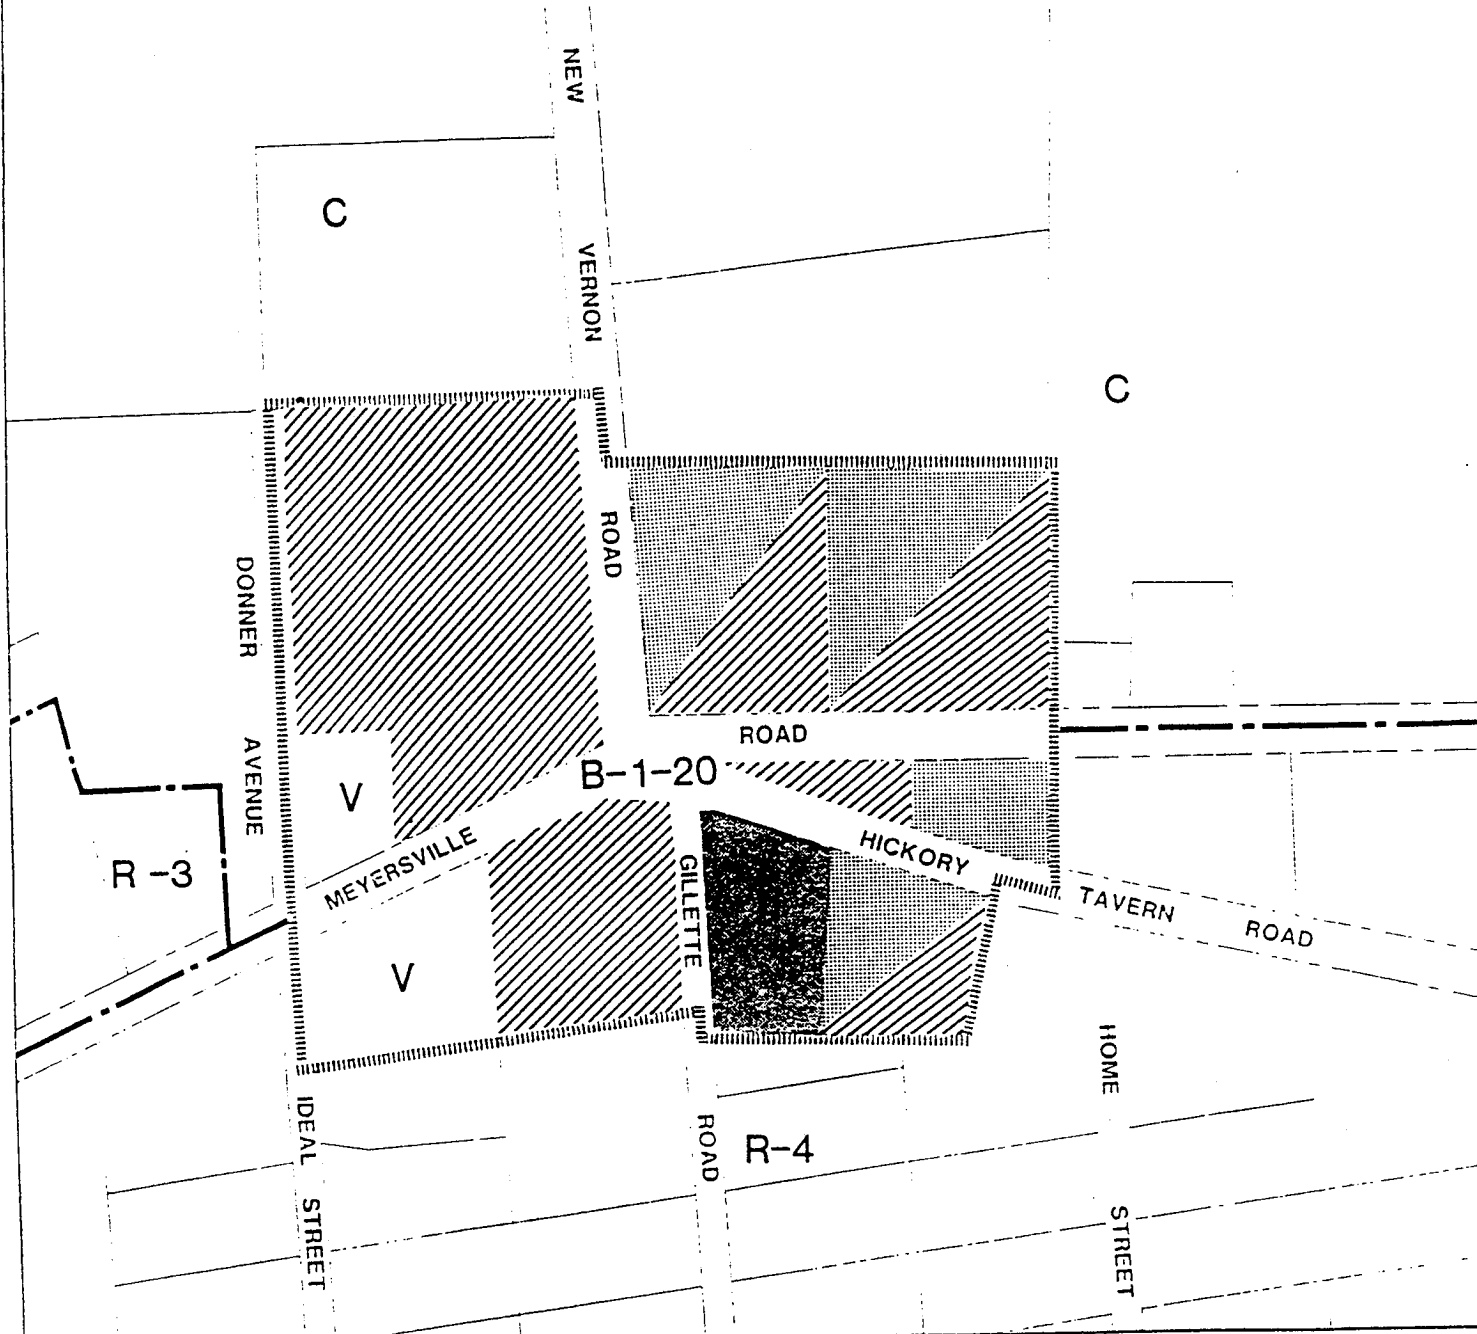 NEW
C
VERNON
C
ROAD
DONNER
ROAD
AVENUE
B-1-20
V
MEYERSVILLE
HICKORY
R-3
GILLETTE
TAVERN
ROAD
V
HOME
IDEAL
ROAD
R-4
STREET
STREET